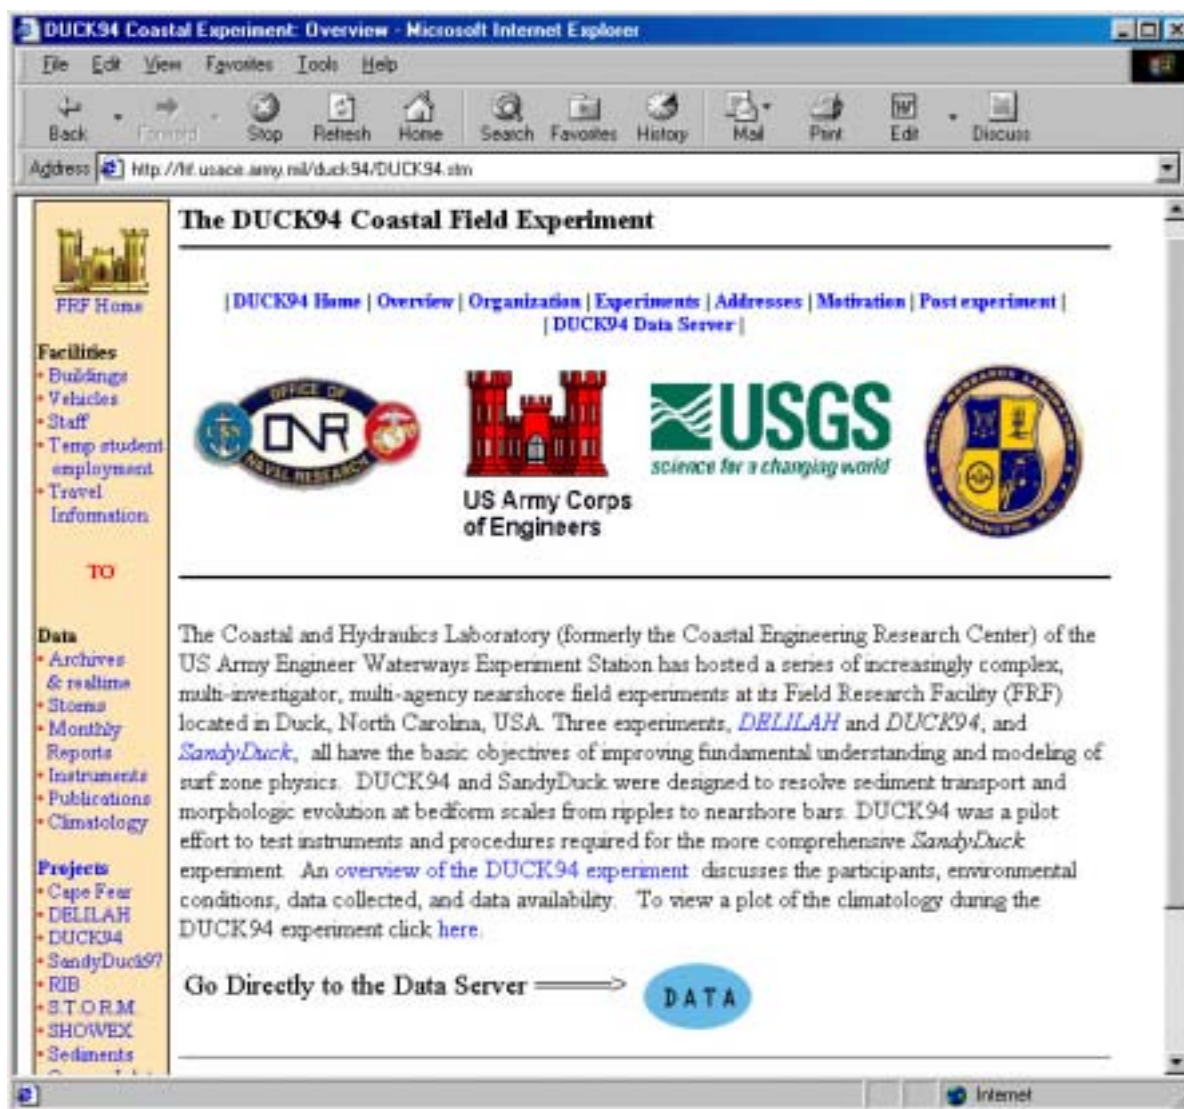 DUCK94 Coastal Experiment: Overview - Microsoft Internet Explorer
File Edit View Favorites Tools Help
Back Forward Stop Refresh Home Search Favorites History Mail Print Edit Discuss
Address http://frf.usace.army.mil/duck94/DUCK94.stm
FRF Home
Facilities
• Buildings
• Vehicles
• Staff
• Temp student
employment
• Travel
Information
TO
Data
• Archives
& realtime
• Storms
• Monthly
Reports
• Instruments
• Publications
• Climatology
Projects
• Cape Fear
• DELILAH
• DUCK94
• SandyDuck97
• RIB
• S.T.O.R.M.
• SHOWEX
• Sediments
The DUCK94 Coastal Field Experiment
| DUCK94 Home | Overview | Organization | Experiments | Addresses | Motivation | Post experiment |
| DUCK94 Data Server |
OFFICE OF
USN
ONR
NAVAL RESEARCH
US Army Corps
of Engineers
USGS
science for a changing world
NAVAL RESEARCH LABORATORY
WASHINGTON, D.C.
The Coastal and Hydraulics Laboratory (formerly the Coastal Engineering Research Center) of the
US Army Engineer Waterways Experiment Station has hosted a series of increasingly complex,
multi-investigator, multi-agency nearshore field experiments at its Field Research Facility (FRF)
located in Duck, North Carolina, USA. Three experiments, DELILAH and DUCK94, and
SandyDuck, all have the basic objectives of improving fundamental understanding and modeling of
surf zone physics. DUCK94 and SandyDuck were designed to resolve sediment transport and
morphologic evolution at bedform scales from ripples to nearshore bars. DUCK94 was a pilot
effort to test instruments and procedures required for the more comprehensive SandyDuck
experiment. An overview of the DUCK94 experiment discusses the participants, environmental
conditions, data collected, and data availability. To view a plot of the climatology during the
DUCK94 experiment click here.
Go Directly to the Data Server ====> DATA
Internet